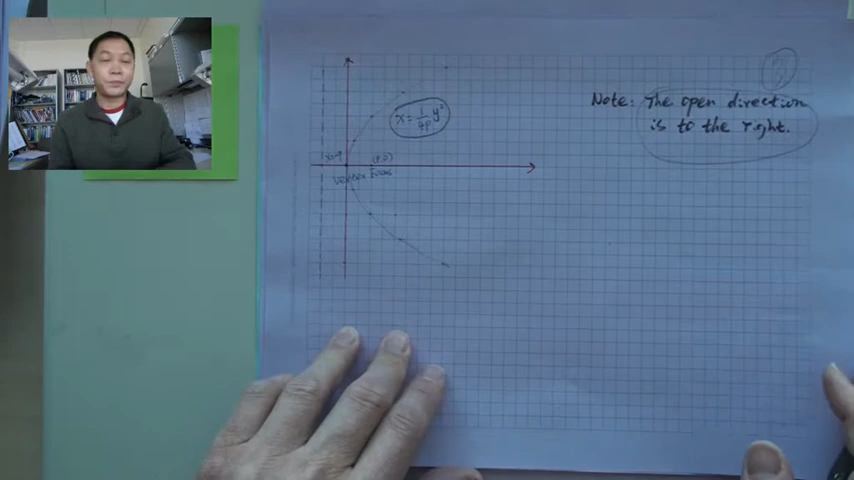 Note: The open direction
is to the right.
x = 1/4p y²
(p,0)
Vertex Focus